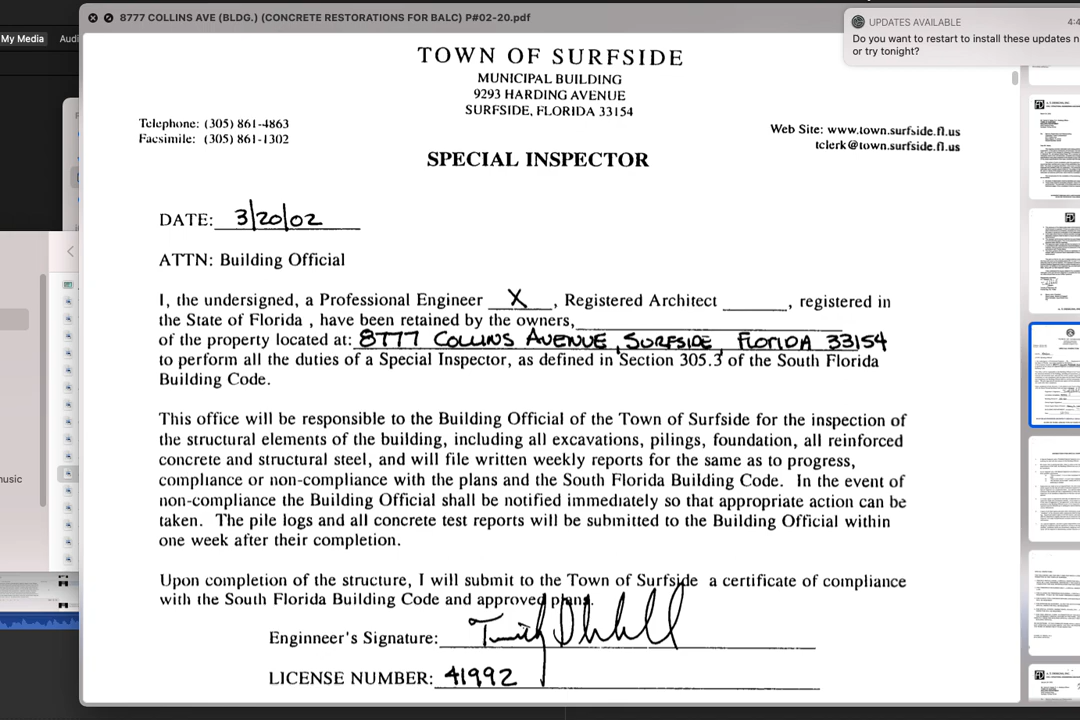 8777 COLLINS AVE (BLDG.) (CONCRETE RESTORATIONS FOR BALC) P#02-20.pdf
UPDATES AVAILABLE 4:4
Do you want to restart to install these updates n
or try tonight?
My Media Audi
TOWN OF SURFSIDE
MUNICIPAL BUILDING
9293 HARDING AVENUE
SURFSIDE, FLORIDA 33154
Telephone: (305) 861-4863
Facsimile: (305) 861-1302
Web Site: www.town.surfside.fl.us
tclerk@town.surfside.fl.us
SPECIAL INSPECTOR
DATE: 3/20/02
ATTN: Building Official
I, the undersigned, a Professional Engineer X, Registered Architect ______, registered in
the State of Florida , have been retained by the owners,
of the property located at: 8777 COLLINS AVENUE, SURFSIDE FLORIDA 33154
to perform all the duties of a Special Inspector, as defined in Section 305.3 of the South Florida
Building Code.
This office will be responsible to the Building Official of the Town of Surfside for the inspection of
the structural elements of the building, including all excavations, pilings, foundation, all reinforced
concrete and structural steel, and will file written weekly reports for the same as to progress,
compliance or non-compliance with the plans and the South Florida Building Code. In the event of
non-compliance the Building Official shall be notified immediately so that appropriate action can be
taken. The pile logs and all concrete test reports will be submitted to the Building Official within
one week after their completion.
Upon completion of the structure, I will submit to the Town of Surfside a certificate of compliance
with the South Florida Building Code and approved plans.
Enginneer's Signature:
LICENSE NUMBER: 41992
nusic